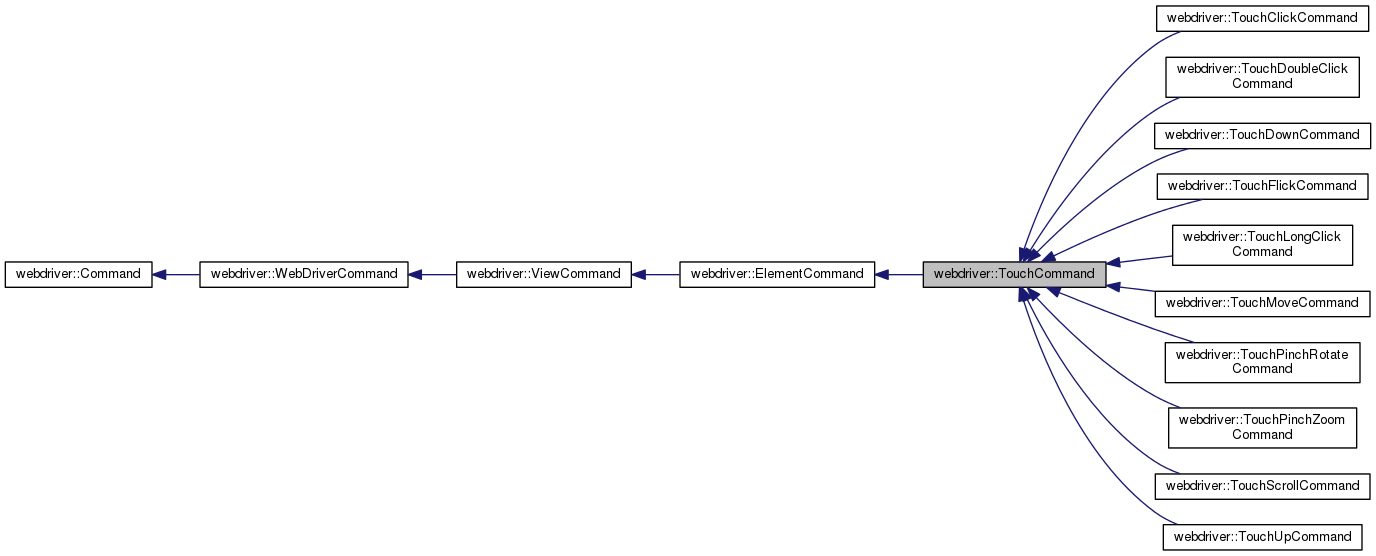 webdriver::TouchClickCommand
webdriver::TouchDoubleClick
Command
webdriver::TouchDownCommand
webdriver::TouchFlickCommand
webdriver::TouchLongClick
Command
webdriver::Command
webdriver::WebDriverCommand
webdriver::ViewCommand
webdriver::ElementCommand
webdriver::TouchCommand
webdriver::TouchMoveCommand
webdriver::TouchPinchRotate
Command
webdriver::TouchPinchZoom
Command
webdriver::TouchScrollCommand
webdriver::TouchUpCommand